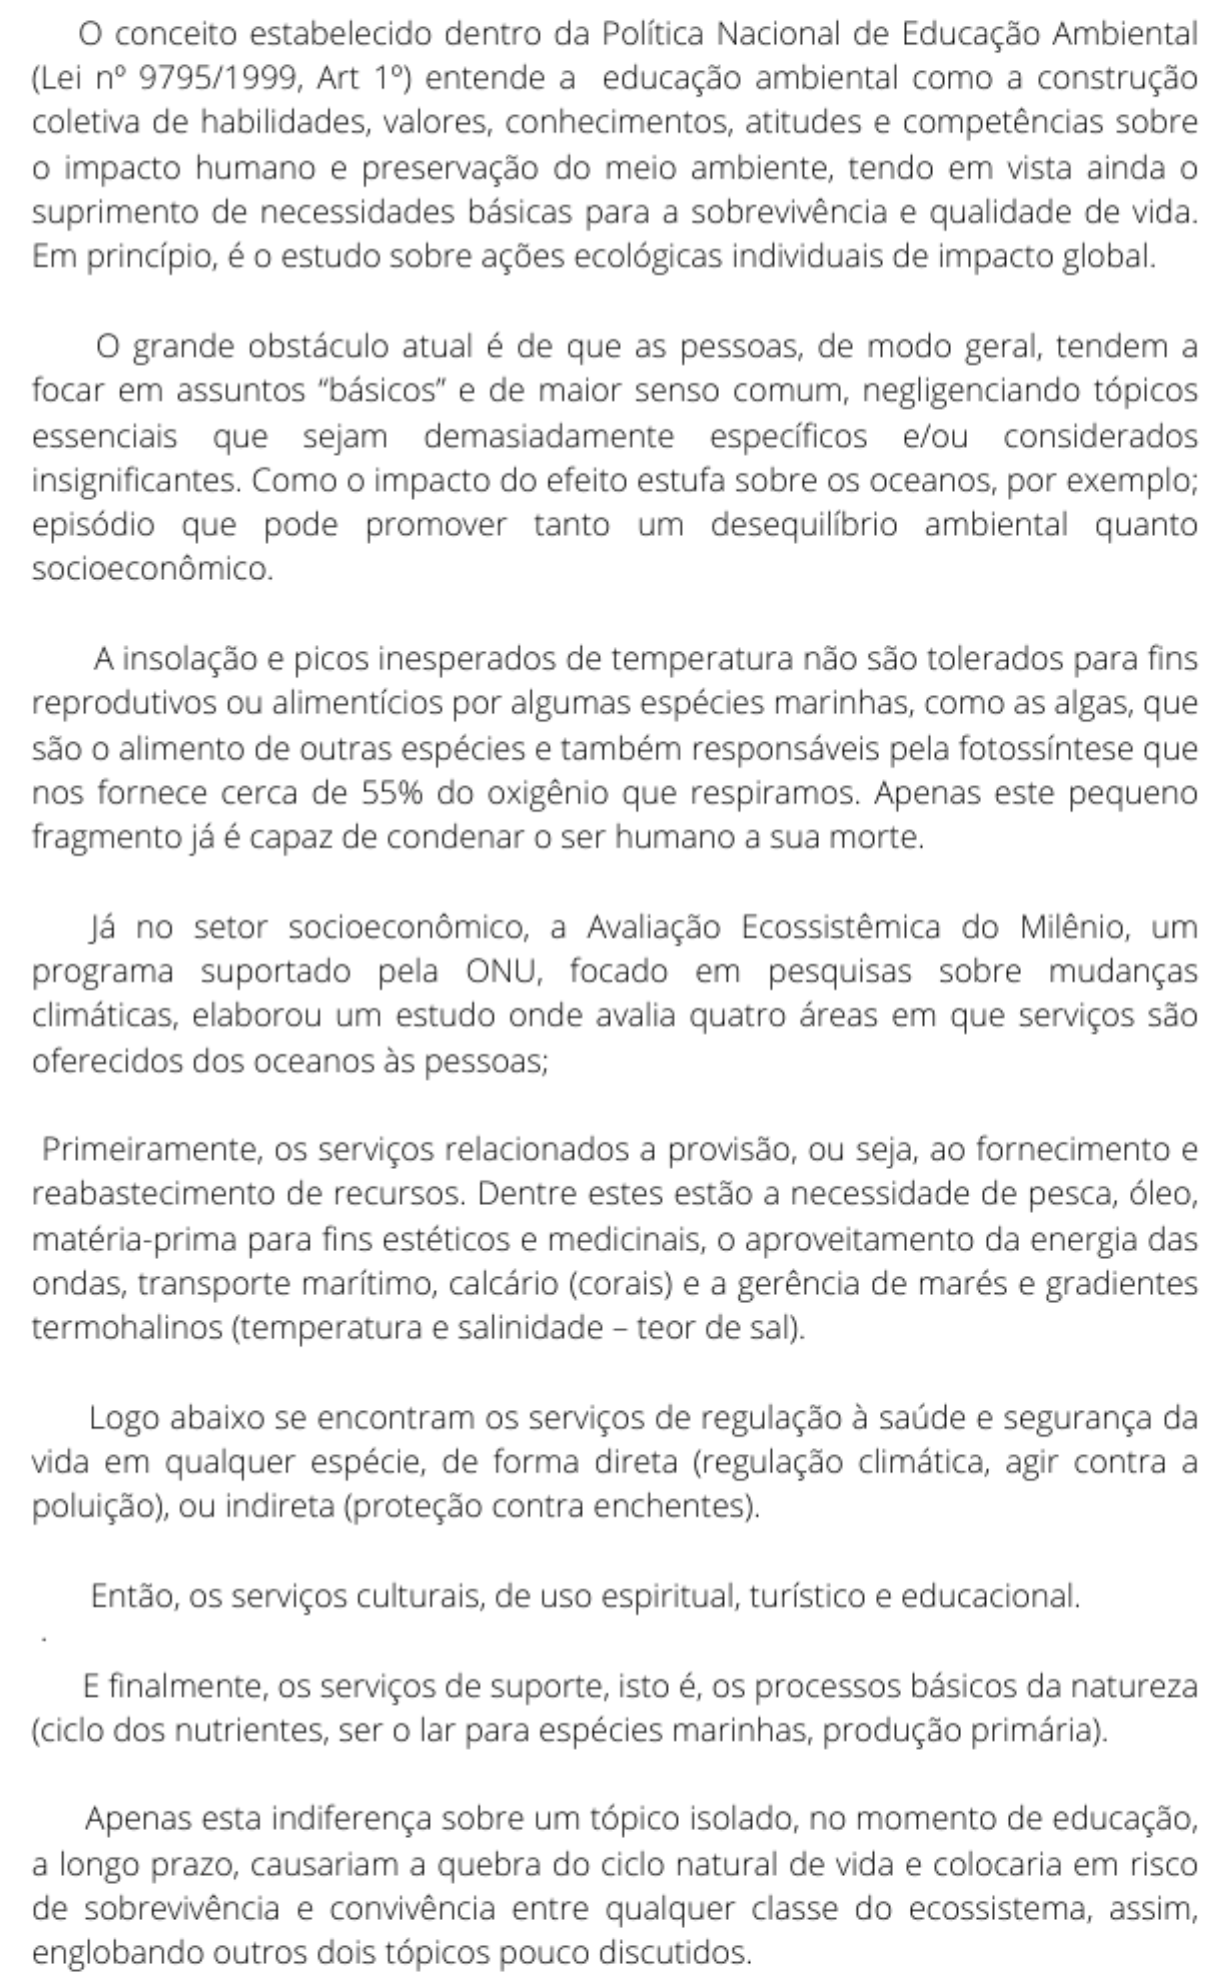 O conceito estabelecido dentro da Política Nacional de Educação Ambiental
(Lei nº 9795/1999, Art 1º) entende a educação ambiental como a construção
coletiva de habilidades, valores, conhecimentos, atitudes e competências sobre
o impacto humano e preservação do meio ambiente, tendo em vista ainda o
suprimento de necessidades básicas para a sobrevivência e qualidade de vida.
Em princípio, é o estudo sobre ações ecológicas individuais de impacto global.
O grande obstáculo atual é de que as pessoas, de modo geral, tendem a
focar em assuntos “básicos” e de maior senso comum, negligenciando tópicos
essenciais que sejam demasiadamente específicos e/ou considerados
insignificantes. Como o impacto do efeito estufa sobre os oceanos, por exemplo;
episódio que pode promover tanto um desequilíbrio ambiental quanto
socioeconômico.
A insolação e picos inesperados de temperatura não são tolerados para fins
reprodutivos ou alimentícios por algumas espécies marinhas, como as algas, que
são o alimento de outras espécies e também responsáveis pela fotossíntese que
nos fornece cerca de 55% do oxigênio que respiramos. Apenas este pequeno
fragmento já é capaz de condenar o ser humano a sua morte.
Já no setor socioeconômico, a Avaliação Ecossistêmica do Milênio, um
programa suportado pela ONU, focado em pesquisas sobre mudanças
climáticas, elaborou um estudo onde avalia quatro áreas em que serviços são
oferecidos dos oceanos às pessoas;
Primeiramente, os serviços relacionados a provisão, ou seja, ao fornecimento e
reabastecimento de recursos. Dentre estes estão a necessidade de pesca, óleo,
matéria-prima para fins estéticos e medicinais, o aproveitamento da energia das
ondas, transporte marítimo, calcário (corais) e a gerência de marés e gradientes
termohalinos (temperatura e salinidade – teor de sal).
Logo abaixo se encontram os serviços de regulação à saúde e segurança da
vida em qualquer espécie, de forma direta (regulação climática, agir contra a
poluição), ou indireta (proteção contra enchentes).
Então, os serviços culturais, de uso espiritual, turístico e educacional.
.
E finalmente, os serviços de suporte, isto é, os processos básicos da natureza
(ciclo dos nutrientes, ser o lar para espécies marinhas, produção primária).
Apenas esta indiferença sobre um tópico isolado, no momento de educação,
a longo prazo, causariam a quebra do ciclo natural de vida e colocaria em risco
de sobrevivência e convivência entre qualquer classe do ecossistema, assim,
englobando outros dois tópicos pouco discutidos.